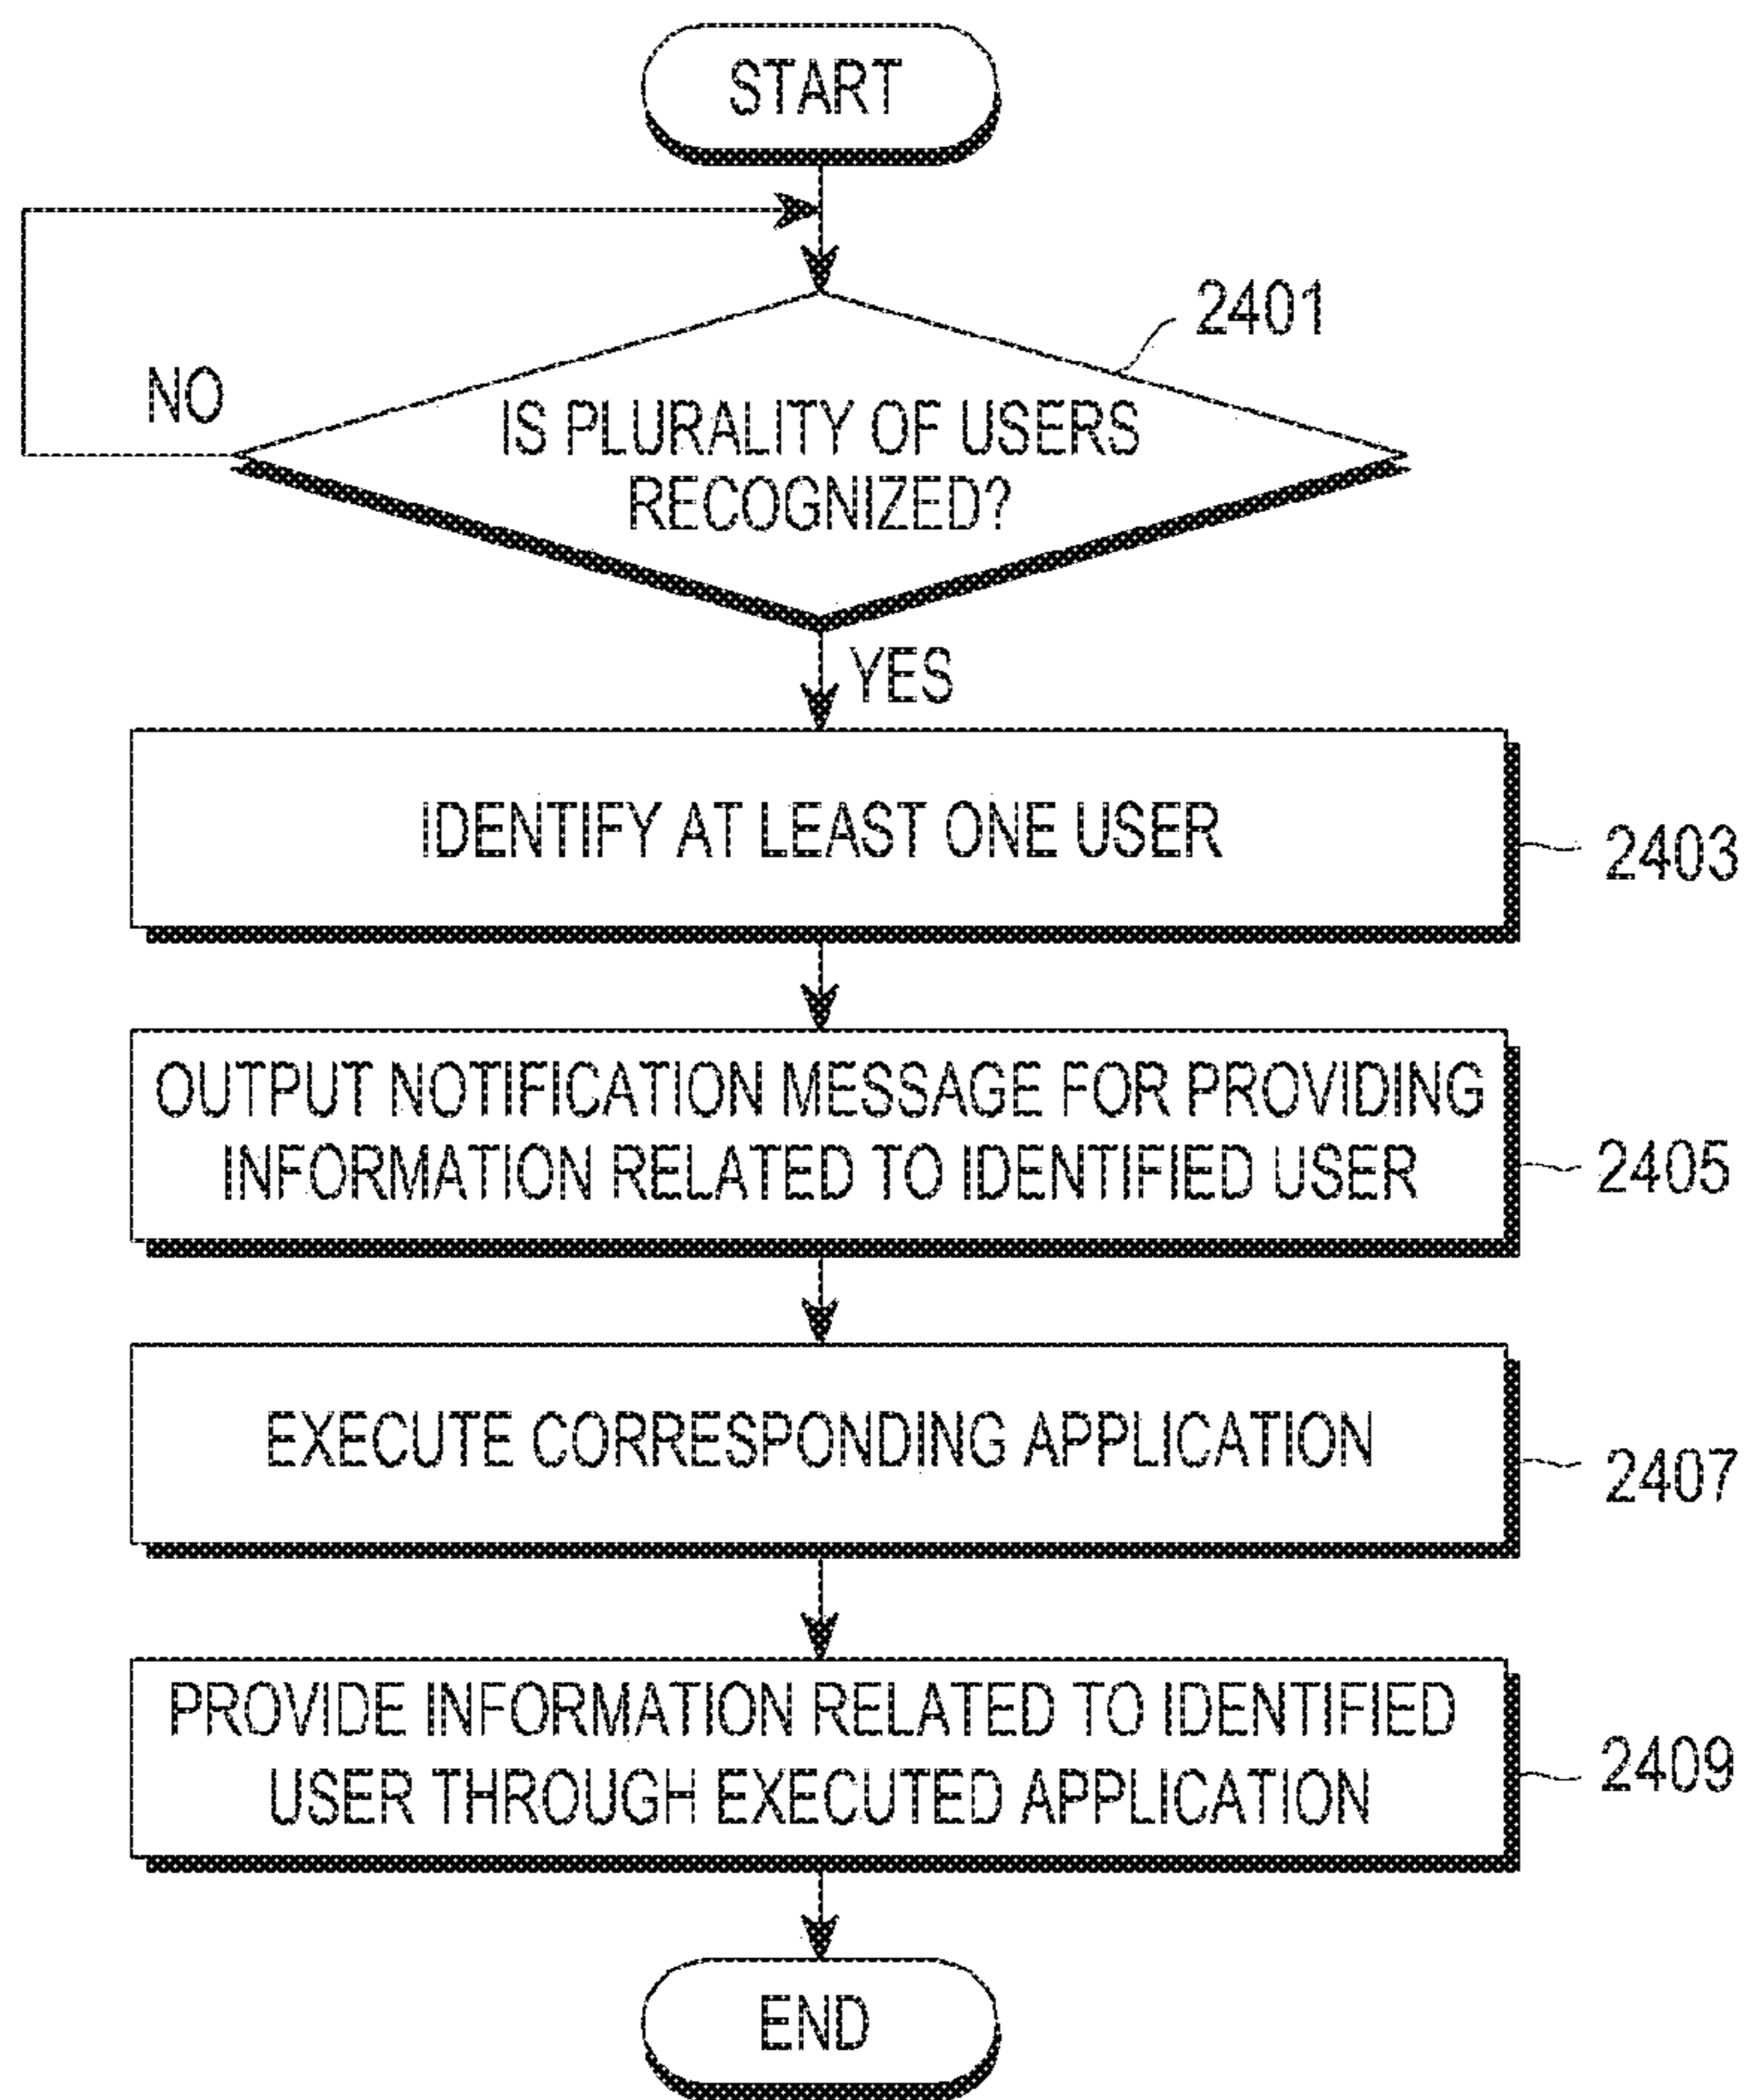 START
2401
NO
IS PLURALITY OF USERS
RECOGNIZED?
YES
IDENTIFY AT LEAST ONE USER
2403
OUTPUT NOTIFICATION MESSAGE FOR PROVIDING
INFORMATION RELATED TO IDENTIFIED USER
2405
EXECUTE CORRESPONDING APPLICATION
2407
PROVIDE INFORMATION RELATED TO IDENTIFIED
USER THROUGH EXECUTED APPLICATION
2409
END